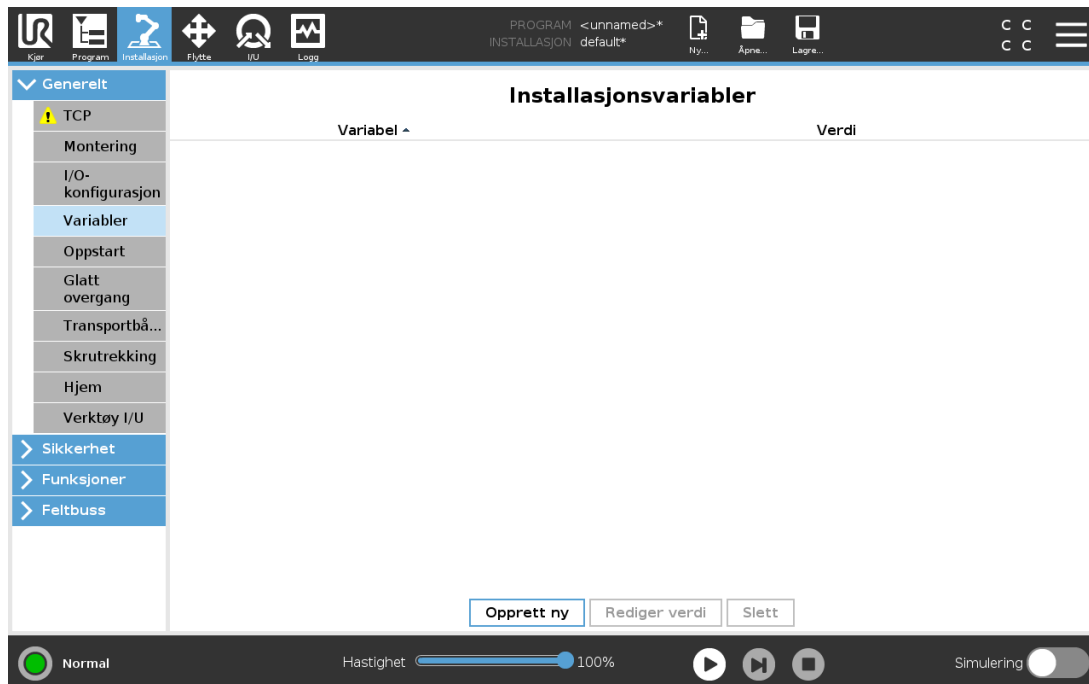 PROGRAM <unnamed>*
INSTALLASJON default*
C C
C C
Kjør Program Installasjon Flytte I/U Logg Ny... Åpne... Lagre...
Generelt
TCP
Montering
I/O-
konfigurasjon
Variabler
Oppstart
Glatt
overgang
Transportbå...
Skrutrekking
Hjem
Verktøy I/U
Sikkerhet
Funksjoner
Feltbuss
Installasjonsvariabler
Variabel Verdi
Opprett ny Rediger verdi Slett
Normal Hastighet 100% Simulering